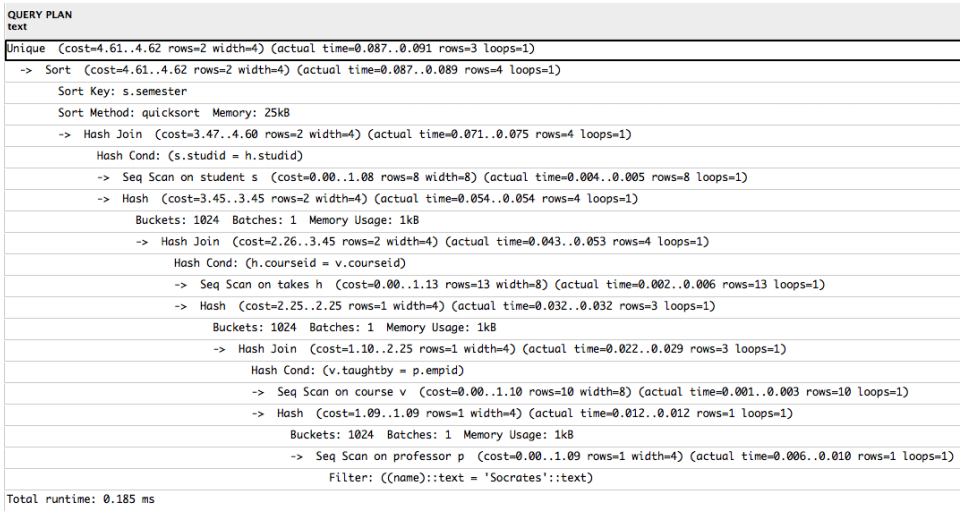 QUERY PLAN
text
Unique  (cost=4.61..4.62 rows=2 width=4) (actual time=0.087..0.091 rows=3 loops=1)
->  Sort  (cost=4.61..4.62 rows=2 width=4) (actual time=0.087..0.089 rows=4 loops=1)
Sort Key: s.semester
Sort Method: quicksort  Memory: 25kB
->  Hash Join  (cost=3.47..4.60 rows=2 width=4) (actual time=0.071..0.075 rows=4 loops=1)
Hash Cond: (s.studid = h.studid)
->  Seq Scan on student s  (cost=0.00..1.08 rows=8 width=8) (actual time=0.004..0.005 rows=8 loops=1)
->  Hash  (cost=3.45..3.45 rows=2 width=4) (actual time=0.054..0.054 rows=4 loops=1)
Buckets: 1024  Batches: 1  Memory Usage: 1kB
->  Hash Join  (cost=2.26..3.45 rows=2 width=4) (actual time=0.043..0.053 rows=4 loops=1)
Hash Cond: (h.courseid = v.courseid)
->  Seq Scan on takes h  (cost=0.00..1.13 rows=13 width=8) (actual time=0.002..0.006 rows=13 loops=1)
->  Hash  (cost=2.25..2.25 rows=1 width=4) (actual time=0.032..0.032 rows=3 loops=1)
Buckets: 1024  Batches: 1  Memory Usage: 1kB
->  Hash Join  (cost=1.10..2.25 rows=1 width=4) (actual time=0.022..0.029 rows=3 loops=1)
Hash Cond: (v.taughtby = p.empid)
->  Seq Scan on course v  (cost=0.00..1.10 rows=10 width=8) (actual time=0.001..0.003 rows=10 loops=1)
->  Hash  (cost=1.09..1.09 rows=1 width=4) (actual time=0.012..0.012 rows=1 loops=1)
Buckets: 1024  Batches: 1  Memory Usage: 1kB
->  Seq Scan on professor p  (cost=0.00..1.09 rows=1 width=4) (actual time=0.006..0.010 rows=1 loops=1)
Filter: ((name)::text = 'Socrates'::text)
Total runtime: 0.185 ms